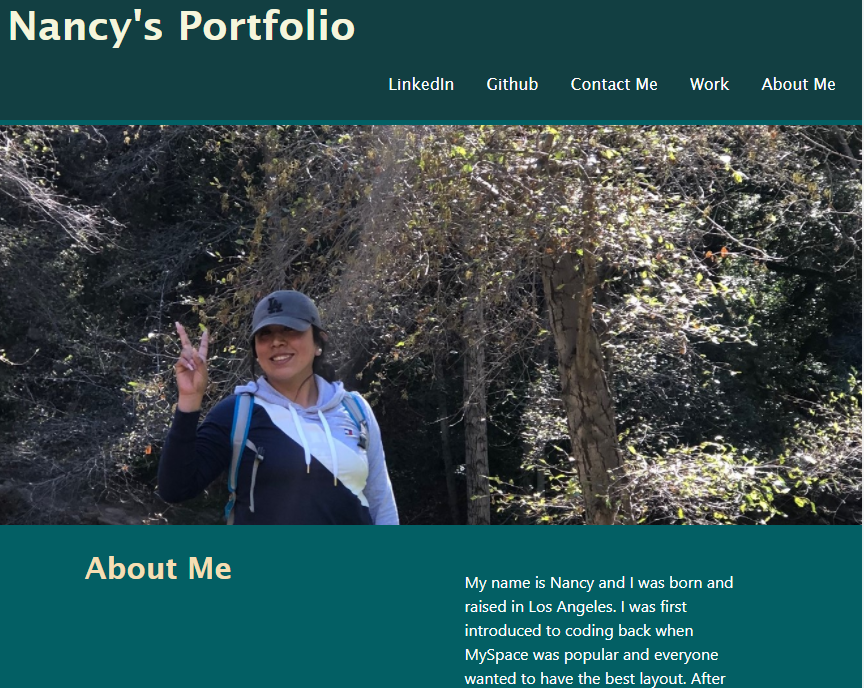 Nancy's Portfolio
LinkedIn Github Contact Me Work About Me
LA
About Me
My name is Nancy and I was born and
raised in Los Angeles. I was first
introduced to coding back when
MySpace was popular and everyone
wanted to have the best layout. After